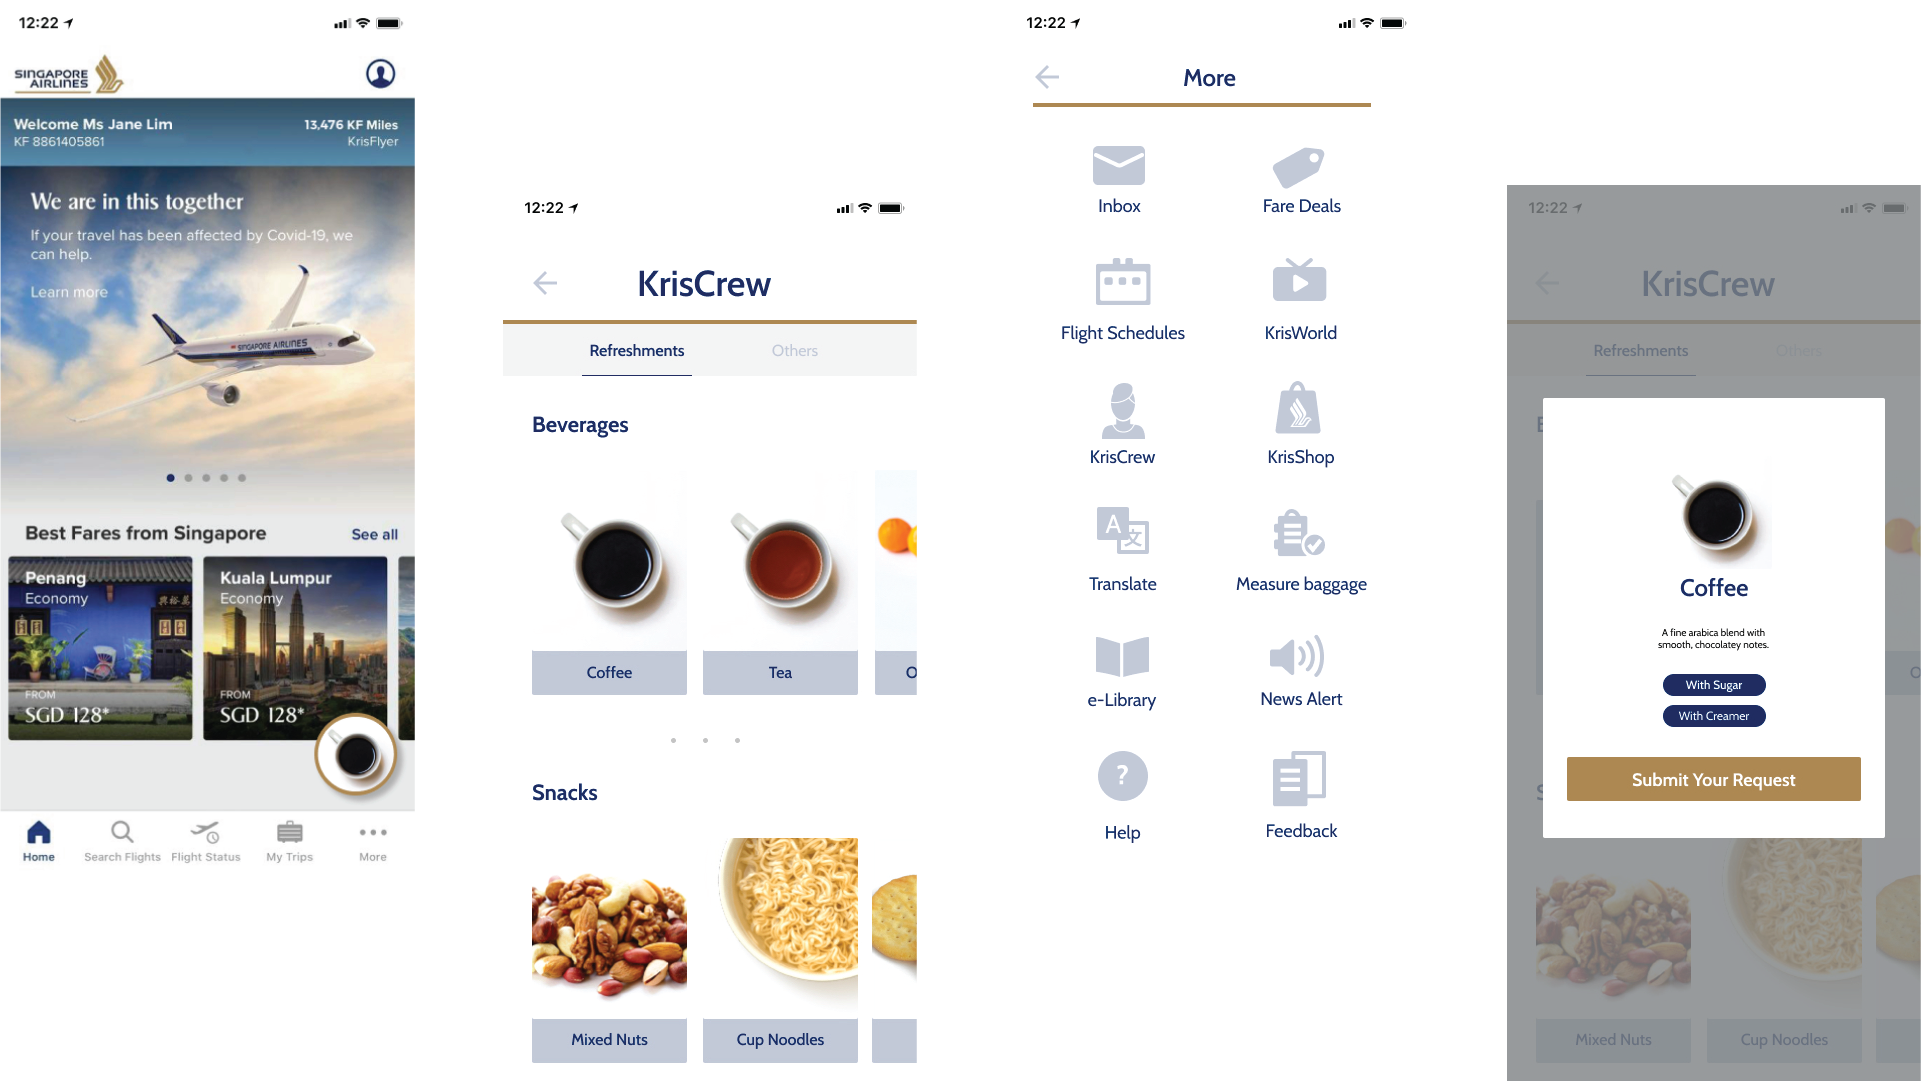 12:22
SINGAPORE
AIRLINES
Welcome Ms Jane Lim
KF 8861405861
13,476 KF Miles
KrisFlyer
We are in this together
If your travel has been affected by Covid-19, we
can help.
Learn more
SINGAPORE AIRLINES
Best Fares from Singapore
See all
Penang
Economy
FROM
SGD 128*
Kuala Lumpur
Economy
FROM
SGD 128*
Home
Search Flights
Flight Status
My Trips
More
12:22
KrisCrew
Refreshments
Others
Beverages
Coffee
Tea
O
Snacks
Mixed Nuts
Cup Noodles
12:22
More
Inbox
Fare Deals
Flight Schedules
KrisWorld
KrisCrew
KrisShop
A
文
Translate
Measure baggage
e-Library
News Alert
?
Help
Feedback
12:22
KrisCrew
Refreshments
Others
Coffee
A fine arabica blend with
smooth, chocolatey notes.
With Sugar
With Creamer
Submit Your Request
O
Mixed Nuts
Cup Noodles